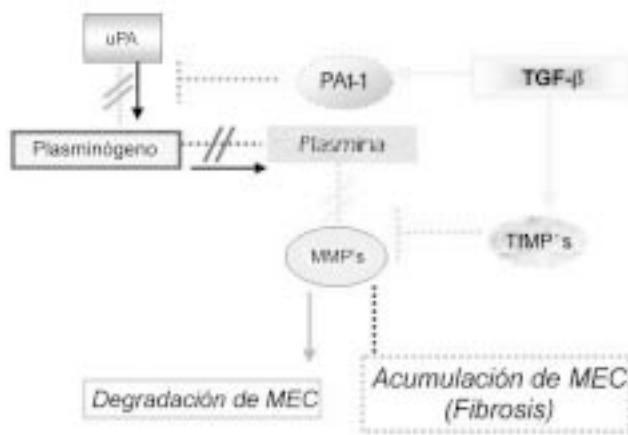 uPA
PAI-1
TGF-β
Plasminógeno
Plasmina
MMP's
TIMP´s
Degradación de MEC
Acumulación de MEC
(Fibrosis)